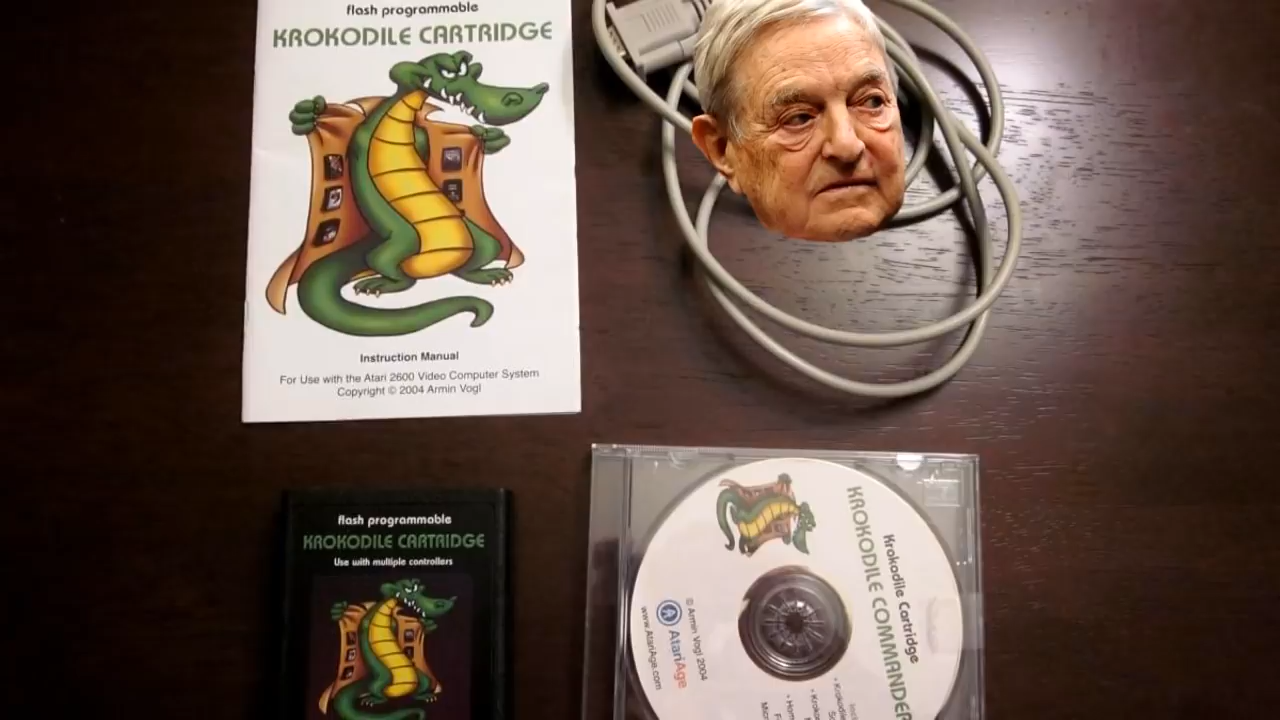 flash programmable
KROKODILE CARTRIDGE
Instruction Manual
For Use with the Atari 2600 Video Computer System
Copyright © 2004 Armin Vogl
flash programmable
KROKODILE CARTRIDGE
Use with multiple controllers
Krokodile Cartridge
KROKODILE COMMANDER
© Armin Vogl 2004
AtariAge
www.AtariAge.com